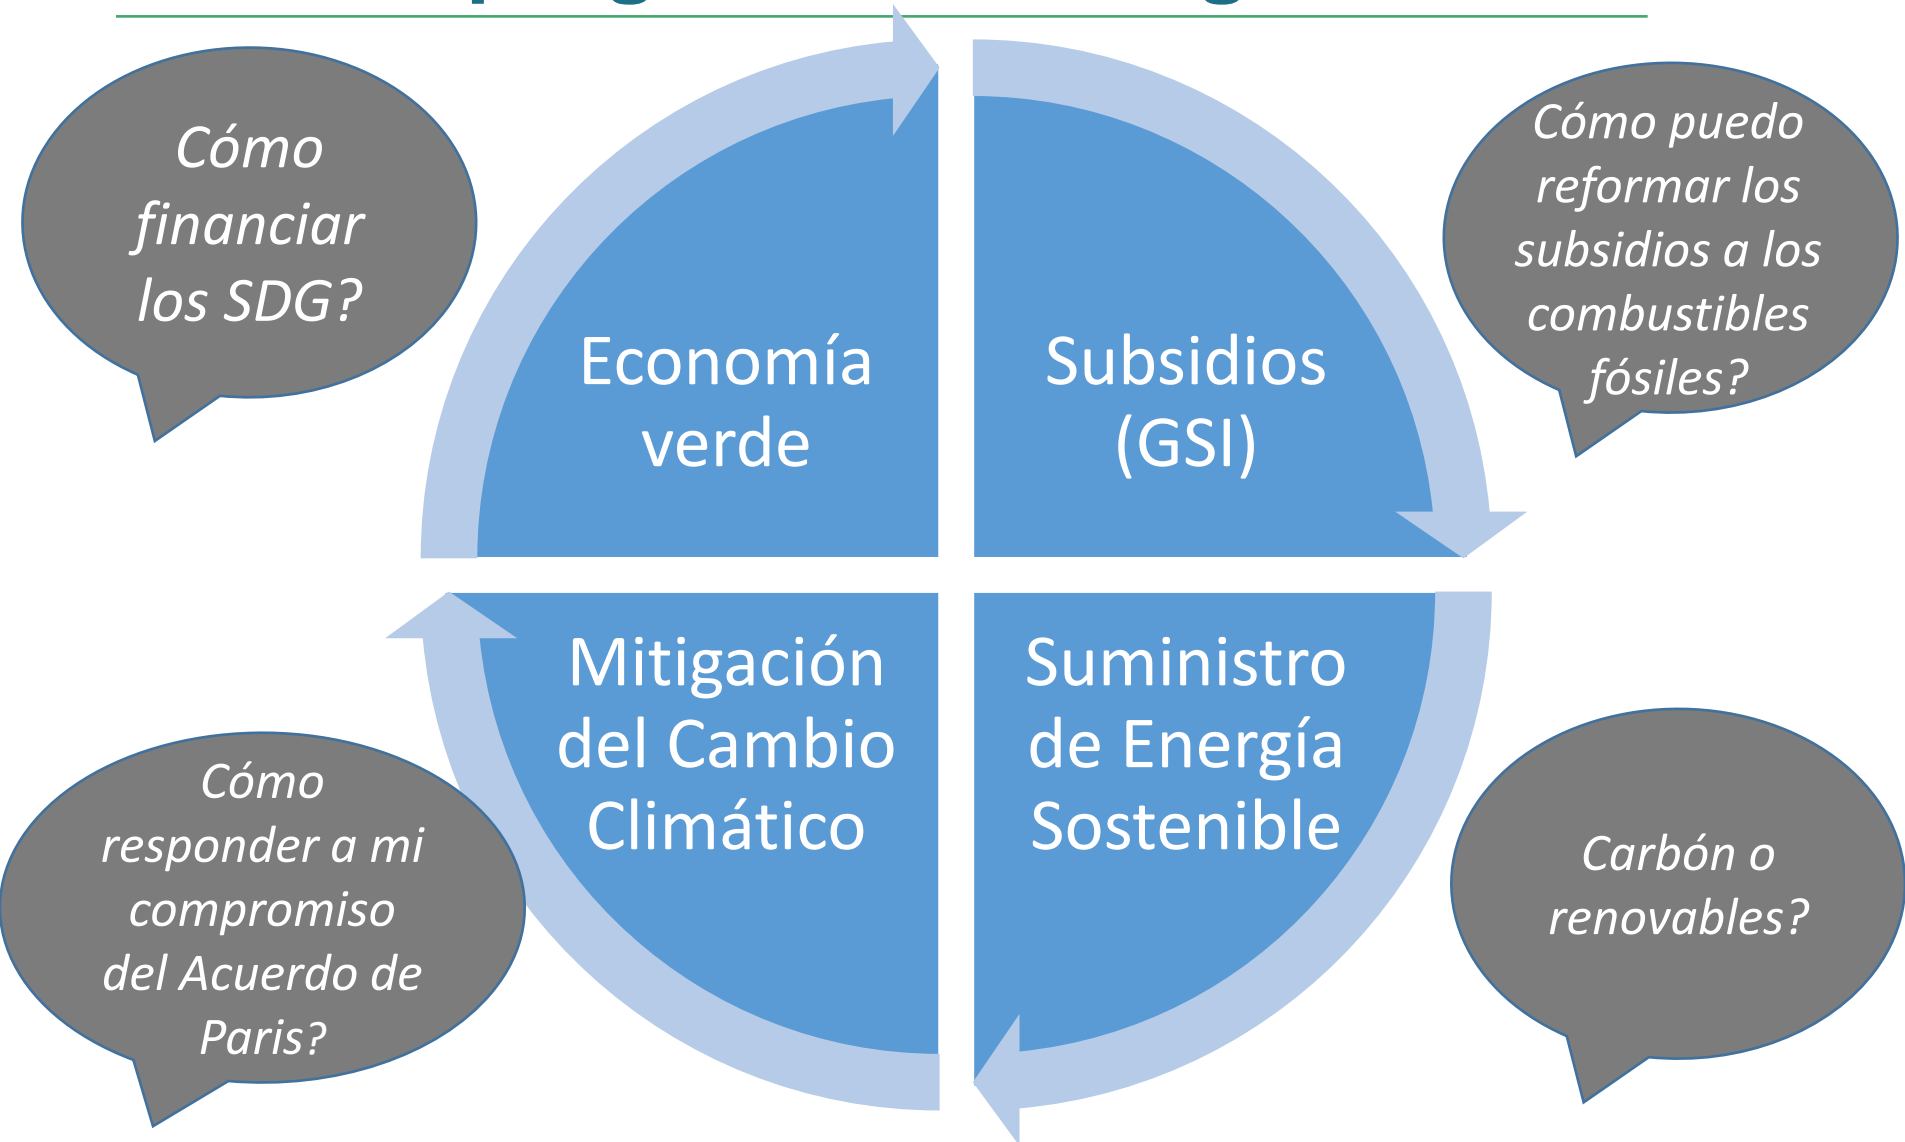 Cómo
financiar
los SDG?
Economía
verde
Subsidios
(GSI)
Cómo puedo
reformar los
subsidios a los
combustibles
fósiles?
Mitigación
del Cambio
Climático
Suministro
de Energía
Sostenible
Cómo
responder a mi
compromiso
del Acuerdo de
Paris?
Carbón o
renovables?